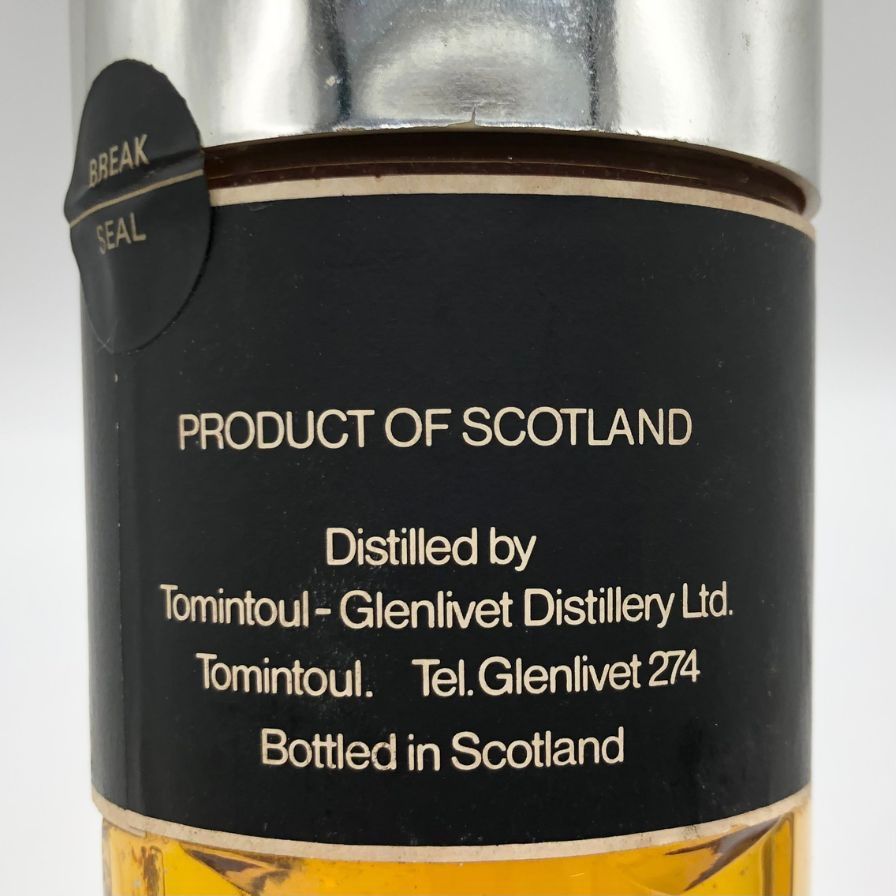 BREAK
SEAL
PRODUCT OF SCOTLAND
Distilled by
Tomintoul - Glenlivet Distillery Ltd.
Tomintoul. Tel. Glenlivet 274
Bottled in Scotland